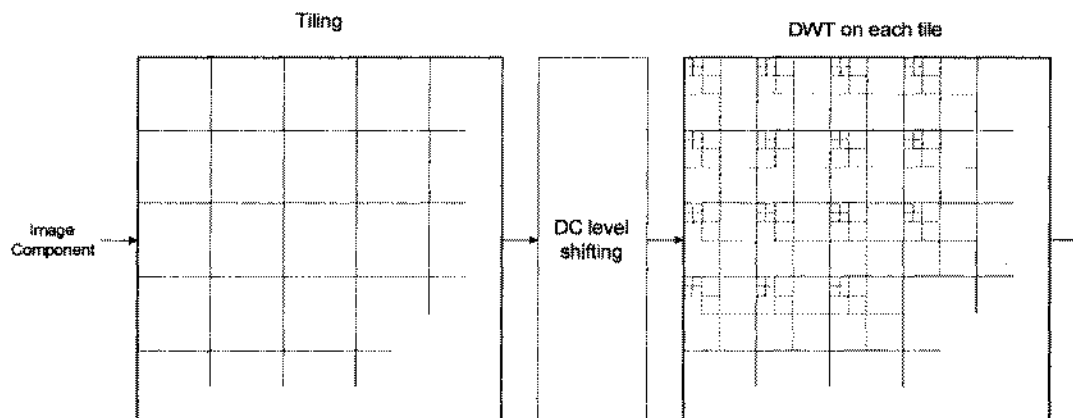 Tiling
DWT on each tile
Image
Component
DC level
shifting